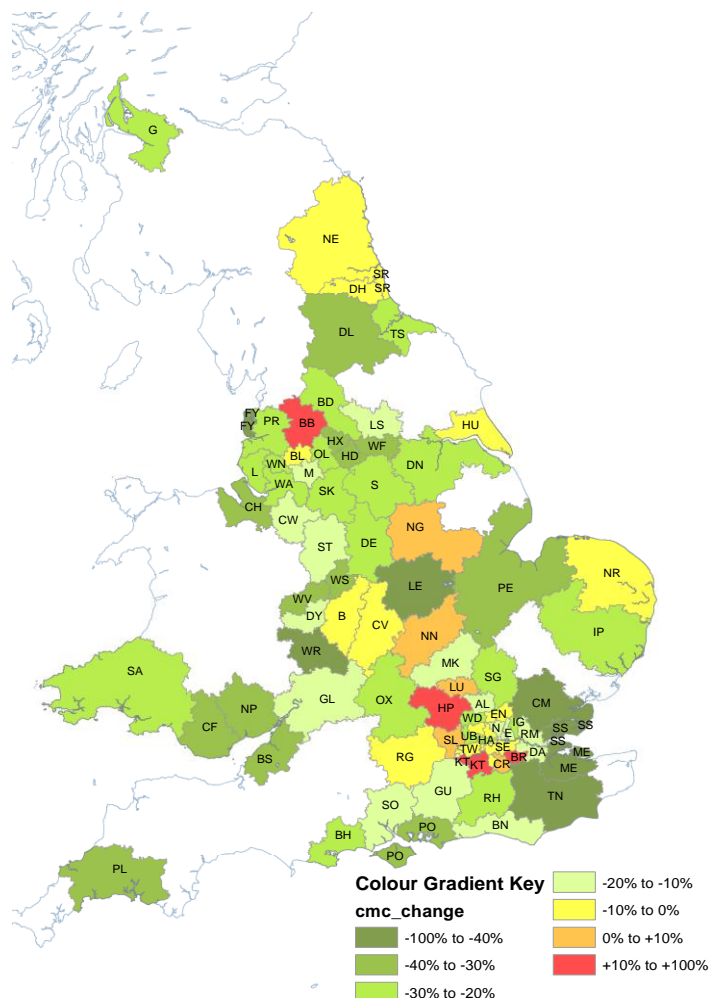 G
NE
SR
DH SR
DL
TS
BD
FY
FY PR BB LS HU
HX WF
BL OL HD
L WN M DN
WA SK S
CH
CW NG
ST DE
WS LE PE NR
WV
DY B
CV NN IP
WR
SA MK
SG
GL LU
NP OX HP AL CM
CF WD EN
N IG SS SS
SL UB HA E RM SS
BS RG TW SE DA ME
KT KT CR BR ME
GU TN
SO RH
BN
BH PO
PO
PL
Colour Gradient Key
cmc_change
-100% to -40%
-40% to -30%
-30% to -20%
-20% to -10%
-10% to 0%
0% to +10%
+10% to +100%